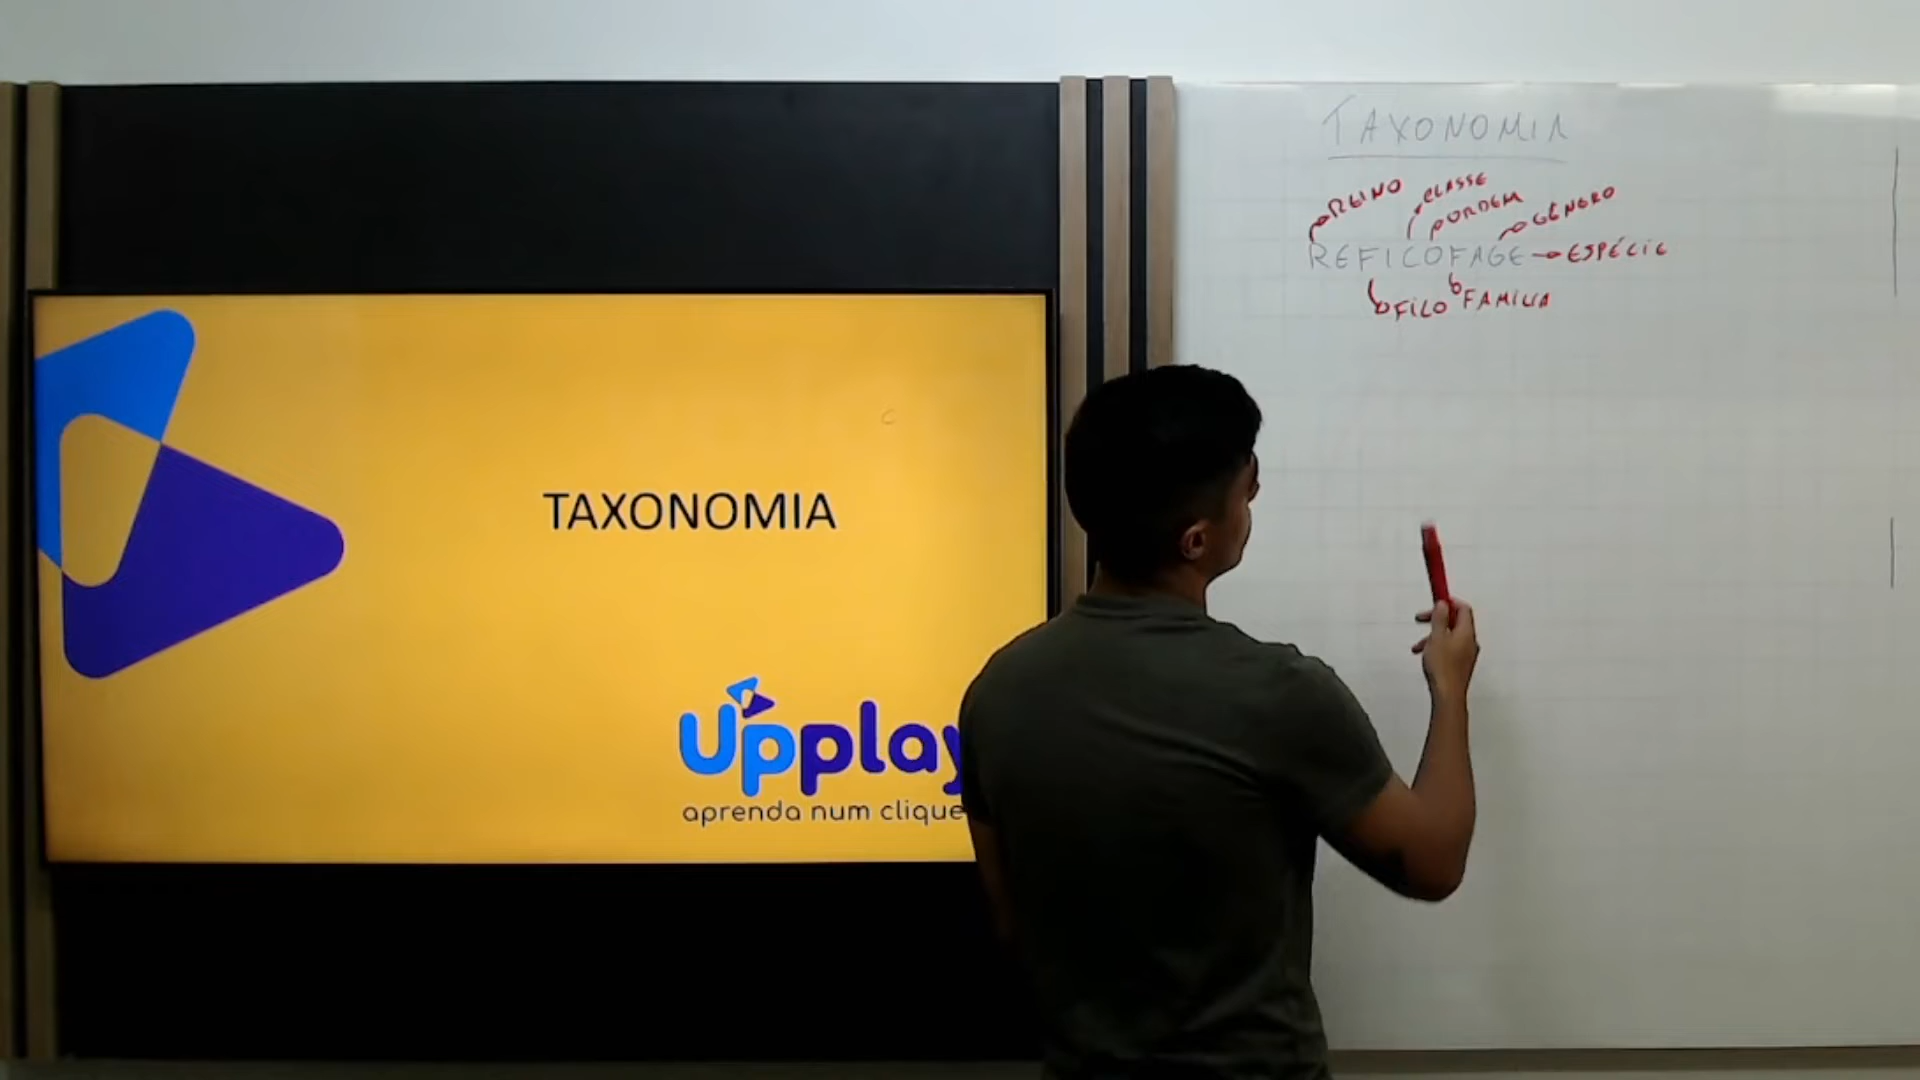 TAXONOMIA
Upplay
aprenda num clique
TAXONOMIA
REINO
CLASSE
ORDEM
GÊNERO
REFICOFAGE
ESPÉCIE
FILO
FAMILIA